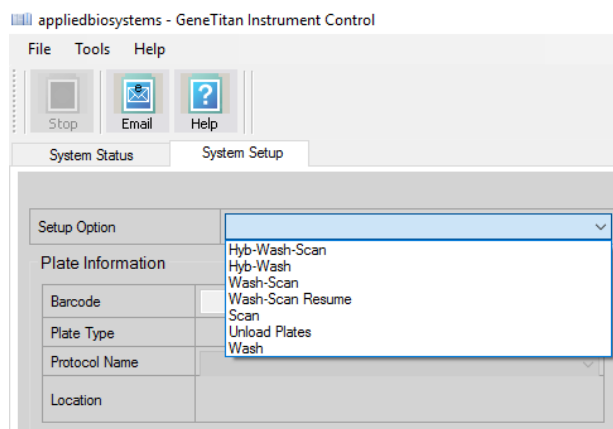 appliedbiosystems - GeneTitan Instrument Control
File Tools Help
Stop Email Help
System Status System Setup
Setup Option
Hyb-Wash-Scan
Hyb-Wash
Wash-Scan
Wash-Scan Resume
Scan
Unload Plates
Wash
Plate Information
Barcode
Plate Type
Protocol Name
Location